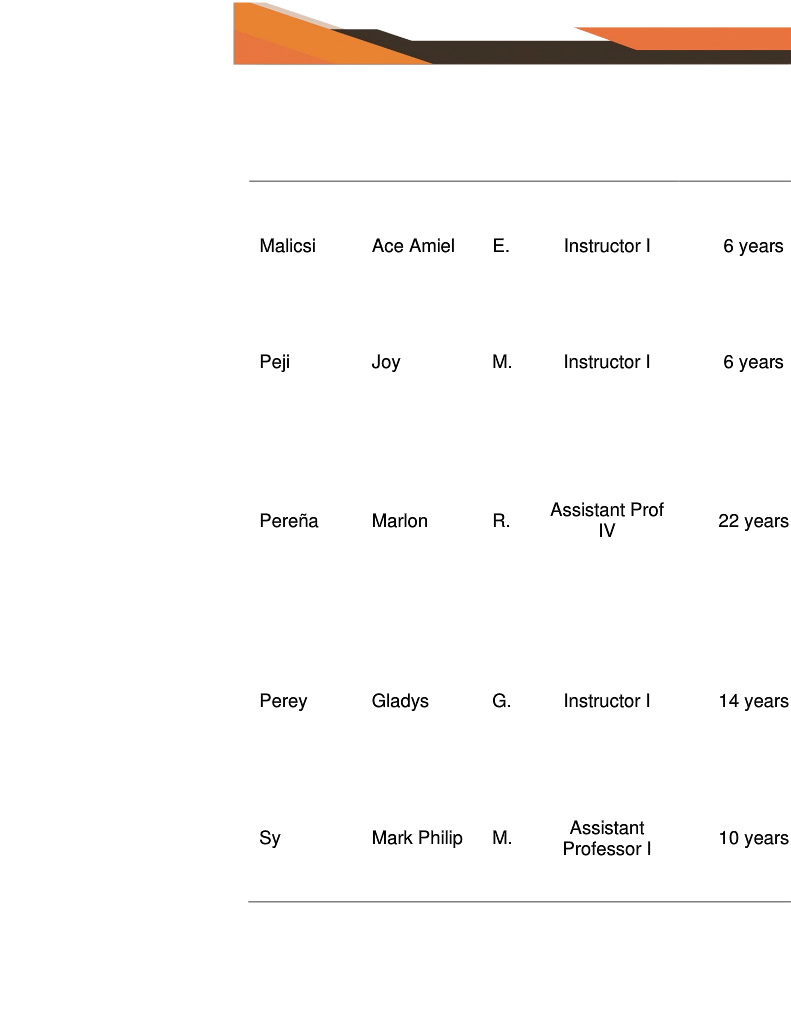 Malicsi Ace Amiel E. Instructor I 6 years
Peji Joy M. Instructor I 6 years
Pereña Marlon R. Assistant Prof IV 22 years
Perey Gladys G. Instructor I 14 years
Sy Mark Philip M. Assistant Professor I 10 years